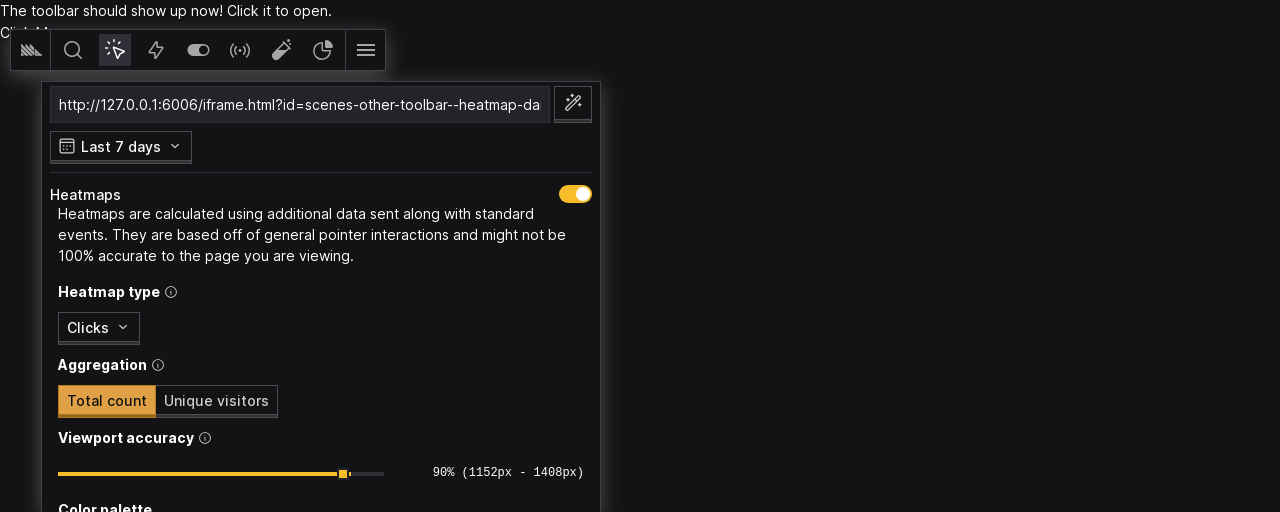 The toolbar should show up now! Click it to open.
http://127.0.0.1:6006/iframe.html?id=scenes-other-toolbar--heatmap-da
Last 7 days
Heatmaps
Heatmaps are calculated using additional data sent along with standard
events. They are based off of general pointer interactions and might not be
100% accurate to the page you are viewing.
Heatmap type
Clicks
Aggregation
Total count Unique visitors
Viewport accuracy
90% (1152px - 1408px)
Color palette